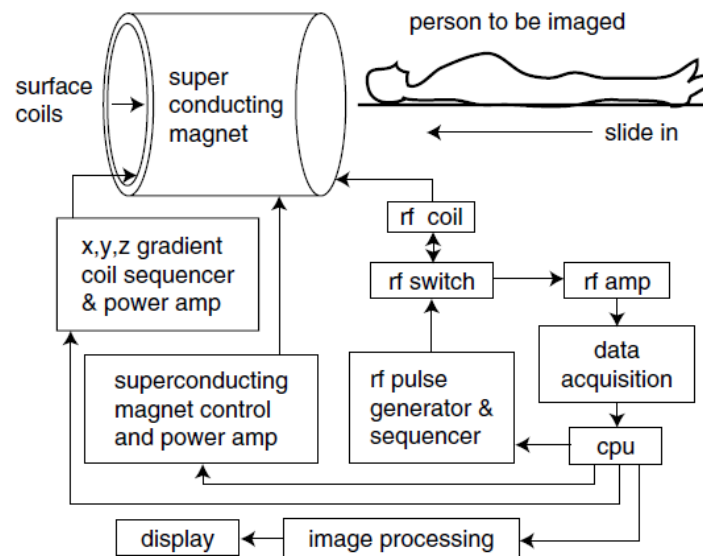 person to be imaged
surface
coils
super
conducting
magnet
slide in
rf coil
x,y,z gradient
coil sequencer
& power amp
rf switch
rf amp
data
acquisition
superconducting
magnet control
and power amp
rf pulse
generator &
sequencer
cpu
display
image processing